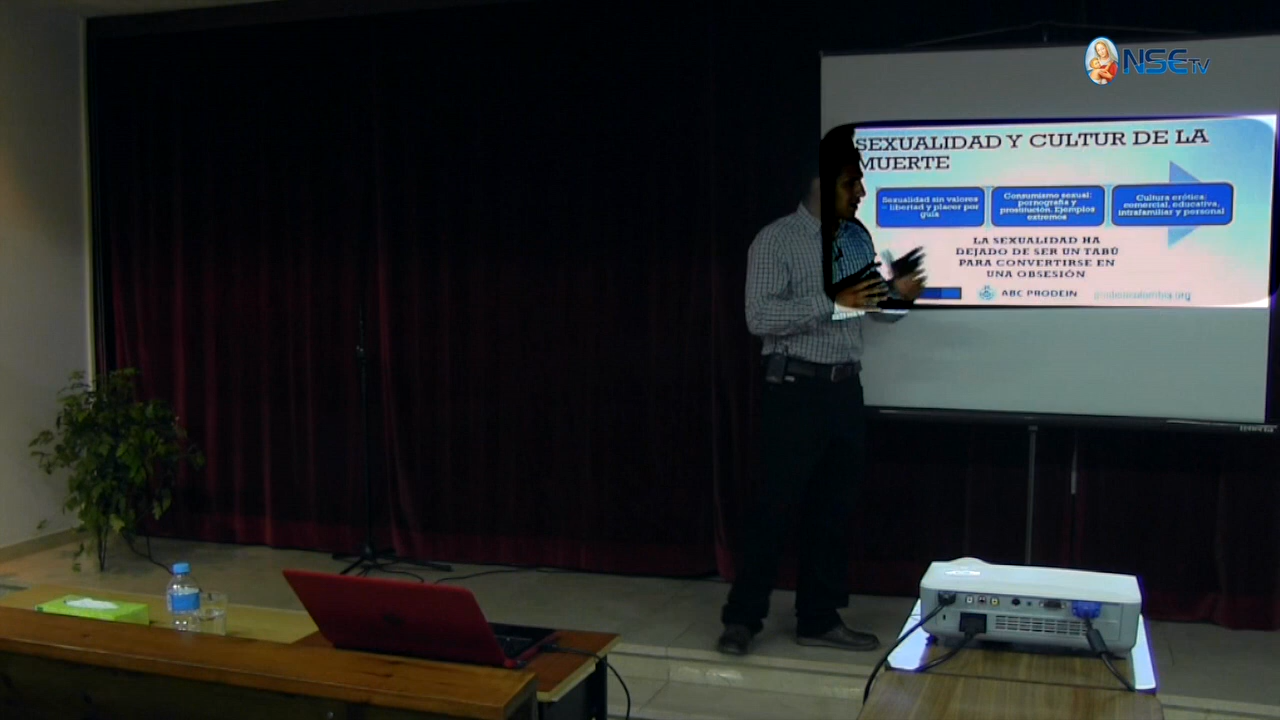 NSETV
SEXUALIDAD Y CULTUR DE LA
MUERTE
Sexualidad sin valores
– libertad y placer por
guía
Consumismo sexual:
pornografía y
prostitución. Ejemplos
extremos
Cultura erótica:
comercial, educativa,
intrafamiliar y personal
LA SEXUALIDAD HA
DEJADO DE SER UN TABÚ
PARA CONVERTIRSE EN
UNA OBSESIÓN
ABC PRODEIN